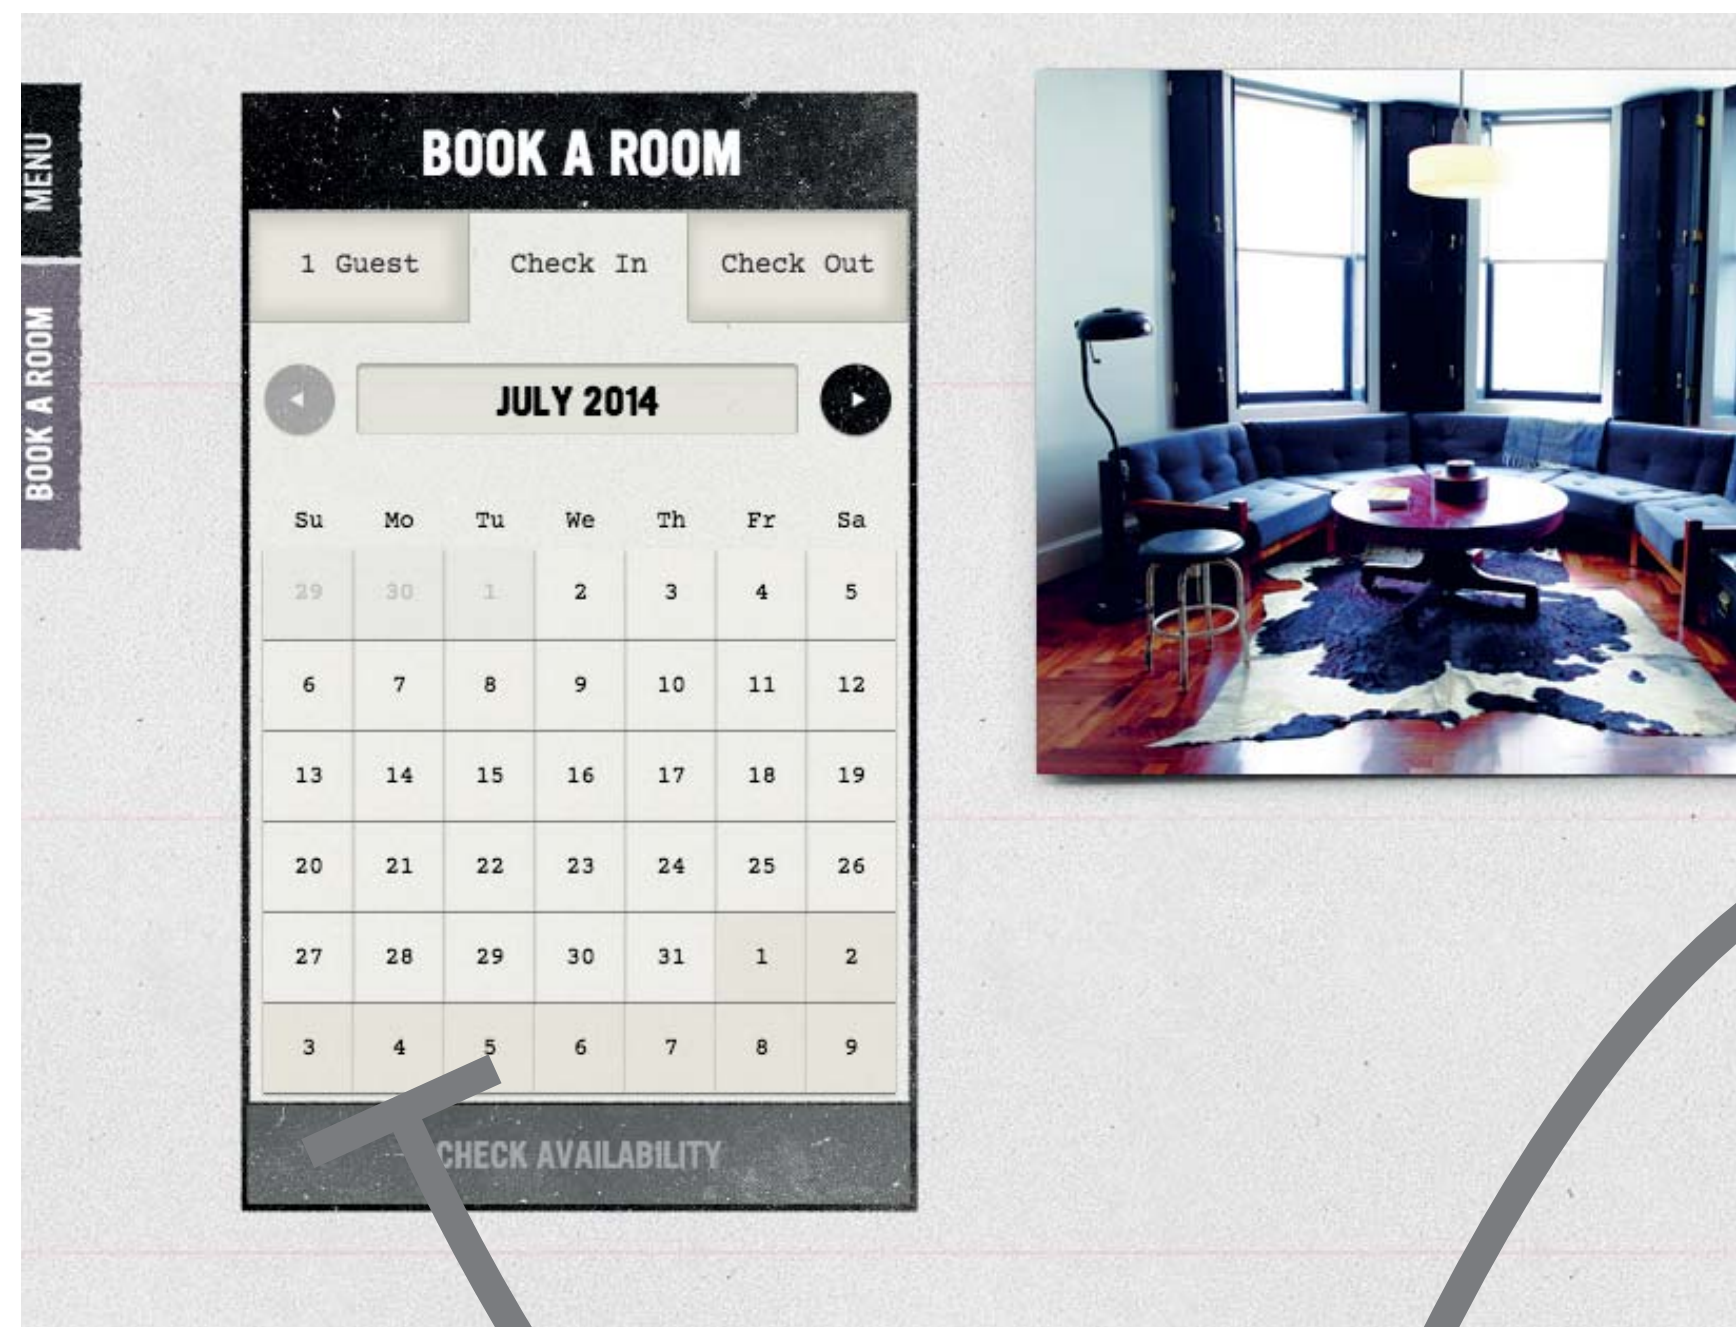 MENU
BOOK A ROOM
BOOK A ROOM
1 Guest Check In Check Out
JULY 2014
Su Mo Tu We Th Fr Sa
29 30 1 2 3 4 5
6 7 8 9 10 11 12
13 14 15 16 17 18 19
20 21 22 23 24 25 26
27 28 29 30 31 1 2
3 4 5 6 7 8 9
CHECK AVAILABILITY